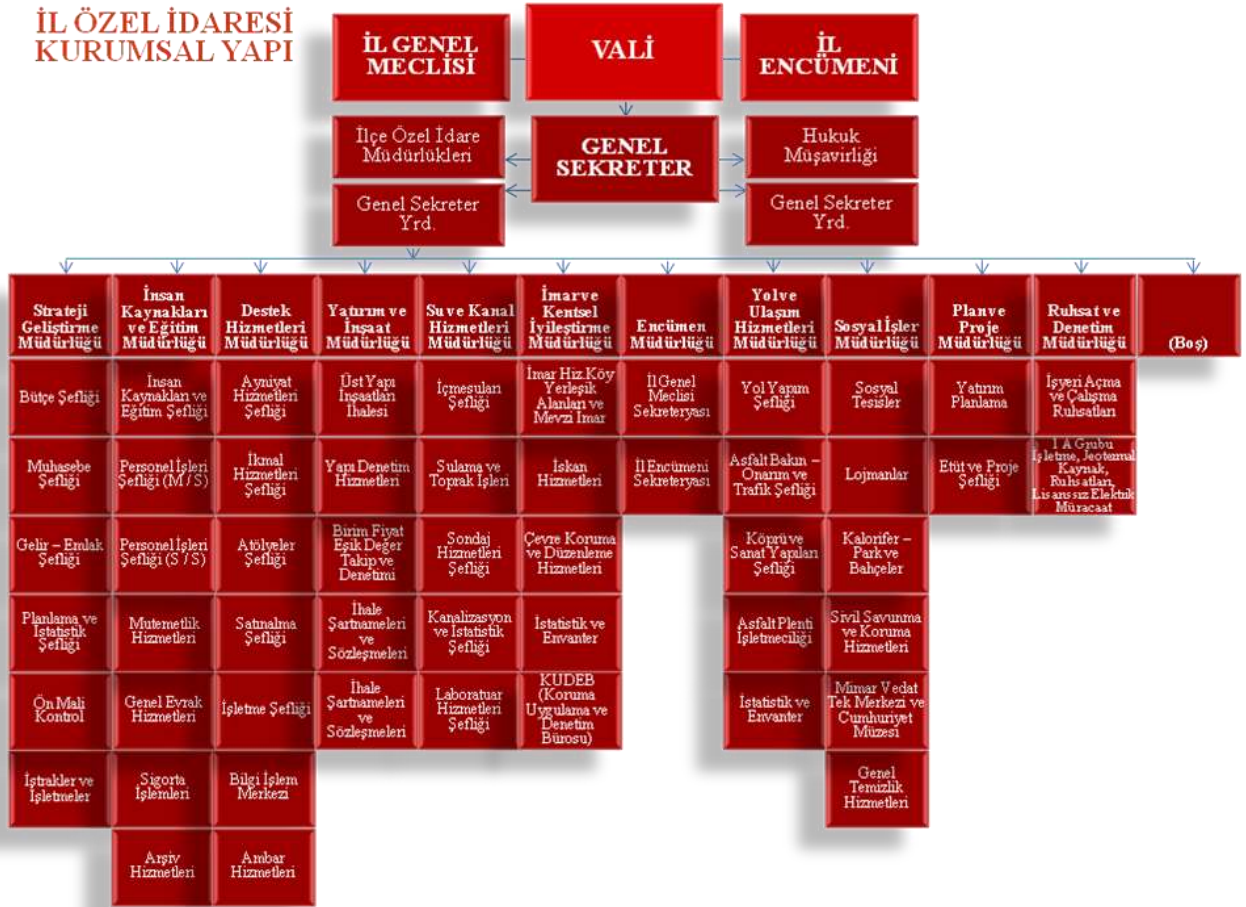 İL ÖZEL İDARESİ
KURUMSAL YAPI
İL GENEL
MECLİSİ
VALİ
İL
ENCÜMENİ
İlçe Özel İdare
Müdürlükleri
GENEL
SEKRETER
Hukuk
Müşavirliği
Genel Sekreter
Yrd.
Genel Sekreter
Yrd.
Strateji
Geliştirme
Müdürlüğü
İnsan
Kaynakları
ve Eğitim
Müdürlüğü
Destek
Hizmetleri
Müdürlüğü
Yatırım ve
İnşaat
Müdürlüğü
Su ve Kanal
Hizmetleri
Müdürlüğü
İmar ve
Kentsel
İyileştirme
Müdürlüğü
Encümen
Müdürlüğü
Yol ve
Ulaşım
Hizmetleri
Müdürlüğü
Sosyal İşler
Müdürlüğü
Plan ve
Proje
Müdürlüğü
Ruhsat ve
Denetim
Müdürlüğü
(Boş)
Bütçe Şefliği
İnsan
Kaynakları ve
Eğitim Şefliği
Ayniyat
Hizmetleri
Şefliği
Üst Yapı
İnşaatları
İhalesi
İçmesuları
Şefliği
İmar Hiz.Köy
Yerleşik
Alanları ve
Mevzi İmar
İl Genel
Meclisi
Sekreteryası
Yol Yapım
Şefliği
Sosyal
Tesisler
Yatırım
Planlama
İşyeri Açma
ve Çalışma
Ruhsatları
Muhasebe
Şefliği
Personel İşleri
Şefliği (M / S)
İkmal
Hizmetleri
Şefliği
Yapı Denetim
Hizmetleri
Sulama ve
Toprak İşleri
İskan
Hizmetleri
İl Encümeni
Sekreteryası
Asfalt Bakın –
Onarım ve
Trafik Şefliği
Lojmanlar
Etüt ve Proje
Şefliği
1 A Grubu
İşletme, Jeotermal
Kaynak,
Ruhsatları,
Lisanssız Elektrik
Müracaat
Gelir – Emlak
Şefliği
Personel İşleri
Şefliği (S / S)
Atölyeler
Şefliği
Birim Fiyat
Eşik Değer
Takip ve
Denetimi
Sondaj
Hizmetleri
Şefliği
Çevre Koruma
ve Düzenleme
Hizmetleri
Köprü ve
Sanat Yapıları
Şefliği
Kalorifer –
Park ve
Bahçeler
Planlama ve
İstatistik
Şefliği
Mutemetlik
Hizmetleri
Satınalma
Şefliği
İhale
Şartnameleri
ve
Sözleşmeleri
Kanalizasyon
ve İstatistik
Şefliği
İstatistik ve
Envanter
Asfalt Plenti
İşletmeciliği
Sivil Savunma
ve Koruma
Hizmetleri
Ön Mali
Kontrol
Genel Evrak
Hizmetleri
İşletme Şefliği
İhale
Şartnameleri
ve
Sözleşmeleri
Laboratuar
Hizmetleri
Şefliği
KUDEB
(Koruma
Uygulama ve
Denetim
Bürosu)
İstatistik ve
Envanter
Mimar Vedat
Tek Merkezi ve
Cumhuriyet
Müzesi
İştrakler ve
İşletmeler
Sigorta
İşlemleri
Bilgi İşlem
Merkezi
Genel
Temizlik
Hizmetleri
Arşiv
Hizmetleri
Ambar
Hizmetleri